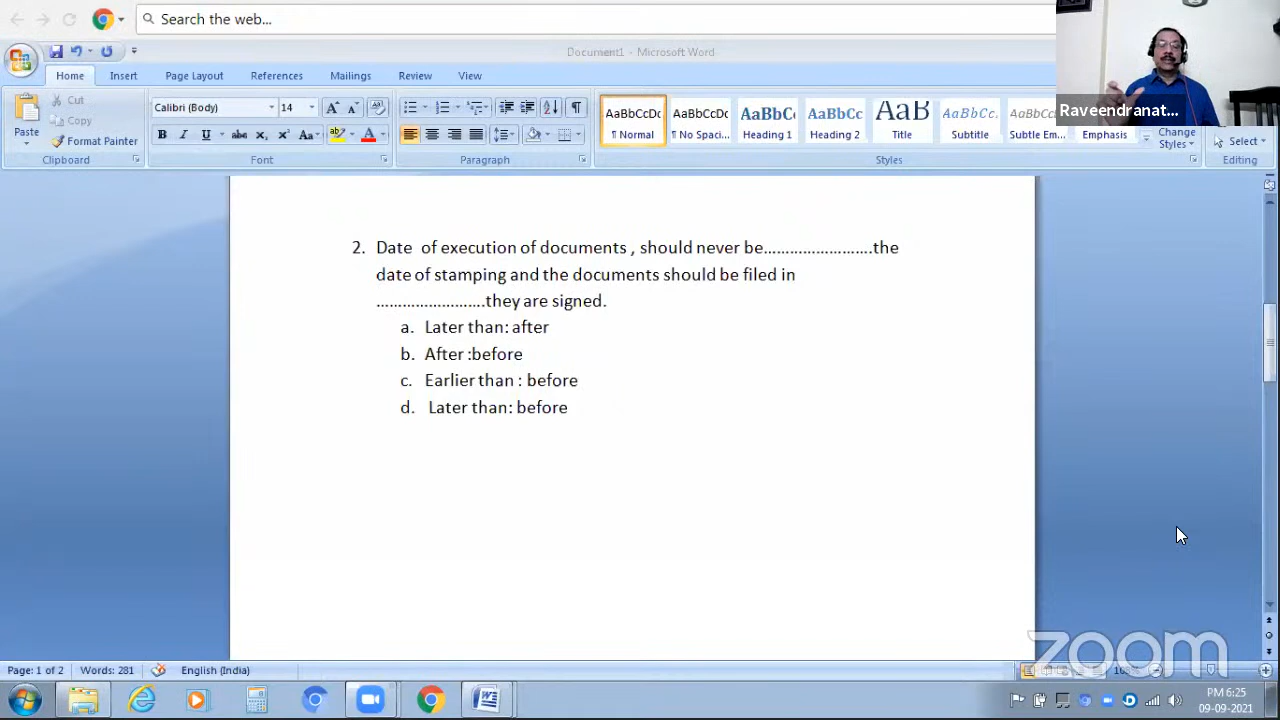 Search the web...
Document1 - Microsoft Word
Home Insert Page Layout References Mailings Review View
Raveendranat...
Paste
Cut
Copy
Format Painter
Clipboard
Calibri (Body) 14
Font
Paragraph
AaBbCcDc AaBbCcDc AaBbC AaBbCc AaB AaBbCc. AaBbCc
¶ Normal ¶ No Spaci... Heading 1 Heading 2 Title Subtitle Subtle Em... Emphasis
Styles
Change
Styles
Select
Editing
2. Date of execution of documents , should never be........................the
date of stamping and the documents should be filed in
........................they are signed.
a. Later than: after
b. After :before
c. Earlier than : before
d. Later than: before
zoom
Page: 1 of 2 Words: 281 English (India)
PM 6:25
09-09-2021